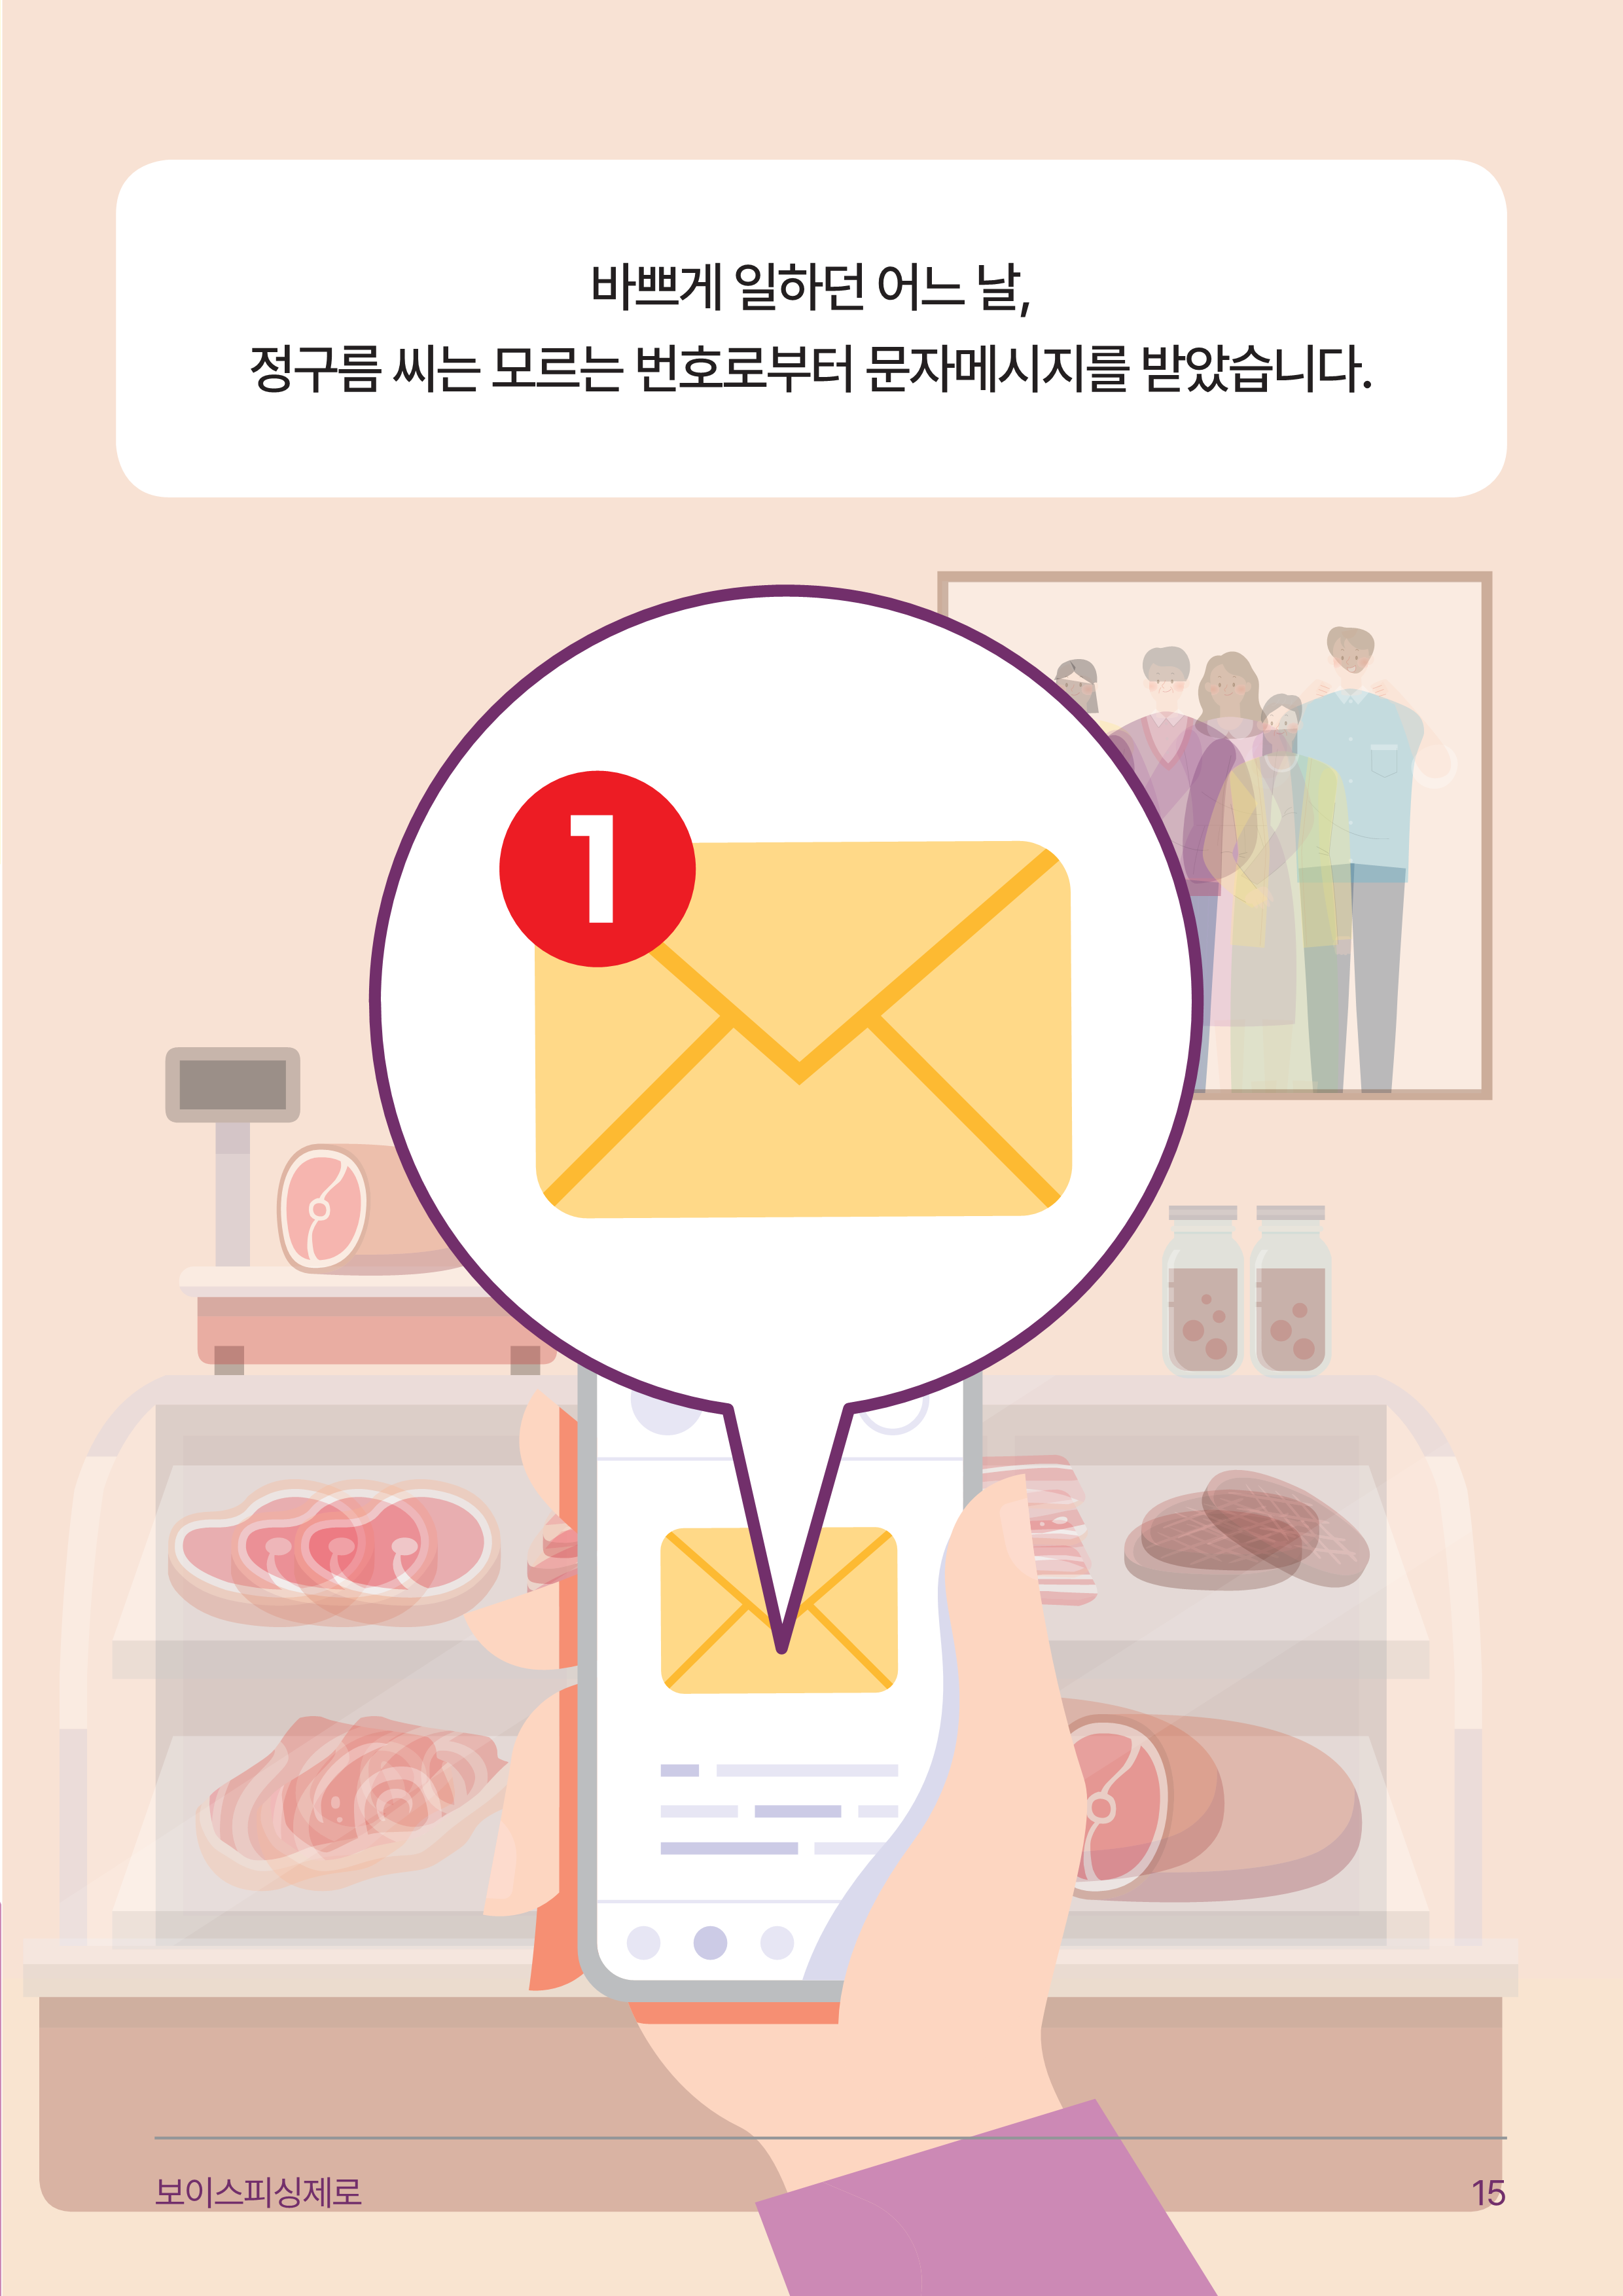 바쁘게 일하던 어느 날,
정구름 씨는 모르는 번호로부터 문자메시지를 받았습니다.
1
보이스피싱제로
15